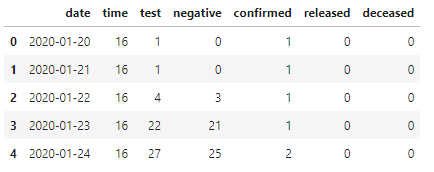 date time test negative confirmed released deceased
0 2020-01-20 16 1 0 1 0 0
1 2020-01-21 16 1 0 1 0 0
2 2020-01-22 16 4 3 1 0 0
3 2020-01-23 16 22 21 1 0 0
4 2020-01-24 16 27 25 2 0 0